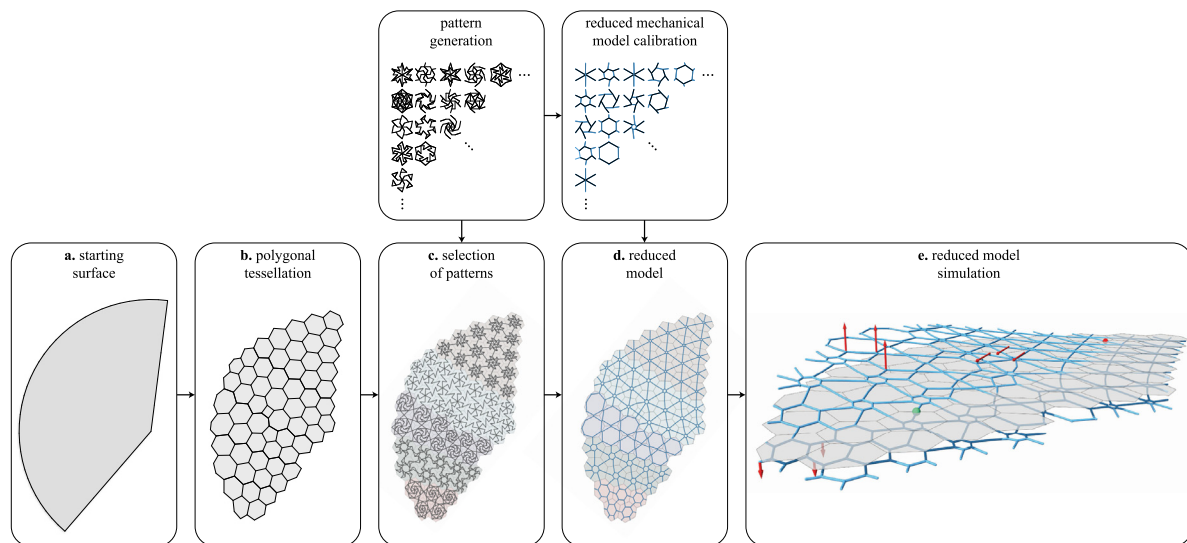 pattern
generation
reduced mechanical
model calibration
...
...
...
...
...
...
a. starting
surface
b. polygonal
tessellation
c. selection
of patterns
d. reduced
model
e. reduced model
simulation